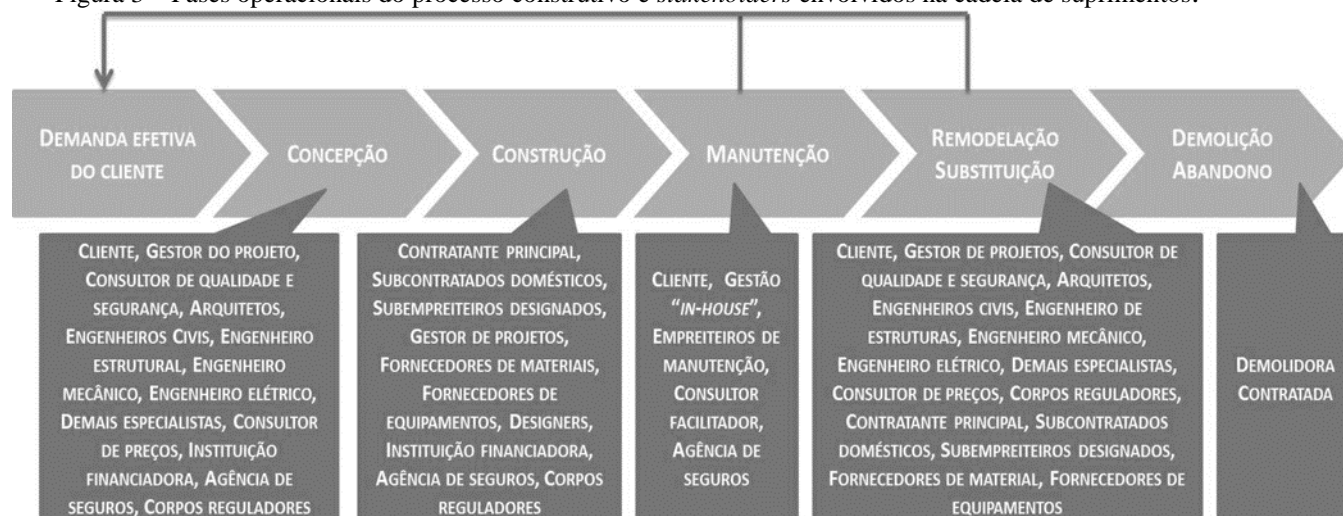 Figura 3 – Fases operacionais do processo construtivo e stakeholders envolvidos na cadeia de suprimentos.
DEMANDA EFETIVA
DO CLIENTE
CONCEPÇÃO
CONSTRUÇÃO
MANUTENÇÃO
REMODELAÇÃO
SUBSTITUIÇÃO
DEMOLIÇÃO
ABANDONO
CLIENTE, GESTOR DO PROJETO,
CONSULTOR DE QUALIDADE E
SEGURANÇA, ARQUITETOS,
ENGENHEIROS CIVIS, ENGENHEIRO
ESTRUTURAL, ENGENHEIRO
MECÂNICO, ENGENHEIRO ELÉTRICO,
DEMAIS ESPECIALISTAS, CONSULTOR
DE PREÇOS, INSTITUIÇÃO
FINANCIADORA, AGÊNCIA DE
SEGUROS, CORPOS REGULADORES
CONTRATANTE PRINCIPAL,
SUBCONTRATADOS DOMÉSTICOS,
SUBEMPREITEIROS DESIGNADOS,
GESTOR DE PROJETOS,
FORNECEDORES DE MATERIAIS,
FORNECEDORES DE
EQUIPAMENTOS, DESIGNERS,
INSTITUIÇÃO FINANCIADORA,
AGÊNCIA DE SEGUROS, CORPOS
REGULADORES
CLIENTE, GESTÃO
"IN-HOUSE",
EMPREITEIROS DE
MANUTENÇÃO,
CONSULTOR
FACILITADOR,
AGÊNCIA DE
SEGUROS
CLIENTE, GESTOR DE PROJETOS, CONSULTOR DE
QUALIDADE E SEGURANÇA, ARQUITETOS,
ENGENHEIROS CIVIS, ENGENHEIRO DE
ESTRUTURAS, ENGENHEIRO MECÂNICO,
ENGENHEIRO ELÉTRICO, DEMAIS ESPECIALISTAS,
CONSULTOR DE PREÇOS, CORPOS REGULADORES,
CONTRATANTE PRINCIPAL, SUBCONTRATADOS
DOMÉSTICOS, SUBEMPREITEIROS DESIGNADOS,
FORNECEDORES DE MATERIAL, FORNECEDORES DE
EQUIPAMENTOS
DEMOLIDORA
CONTRATADA